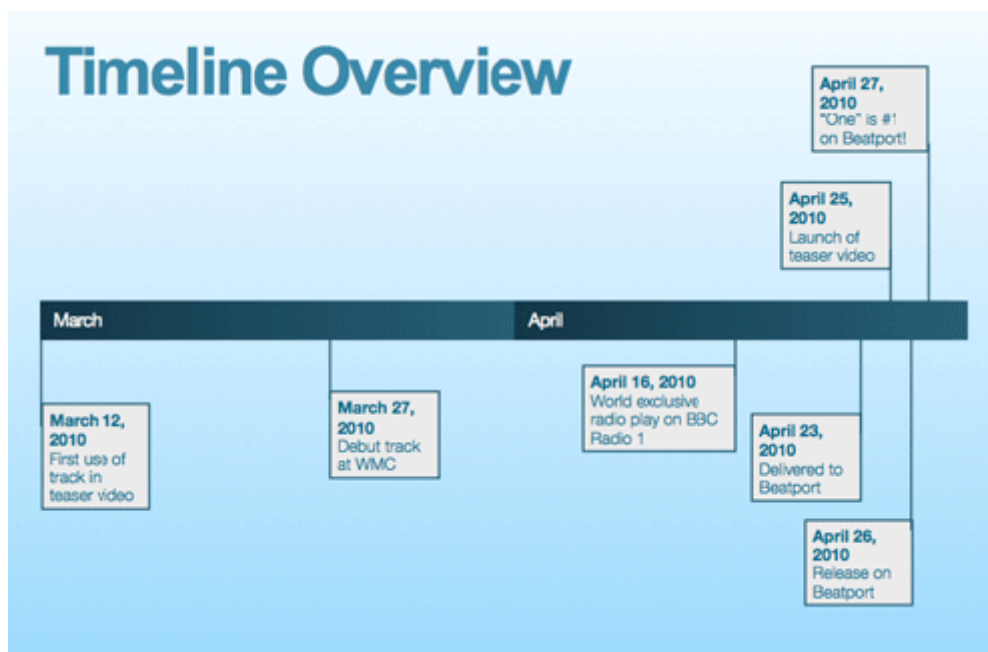 Timeline Overview
April 27,
2010
"One" is #1
on Beatport!
April 25,
2010
Launch of
teaser video
March
April
March 12,
2010
First use of
track in
teaser video
March 27,
2010
Debut track
at WMC
April 16, 2010
World exclusive
radio play on BBC
Radio 1
April 23,
2010
Delivered to
Beatport
April 26,
2010
Release on
Beatport